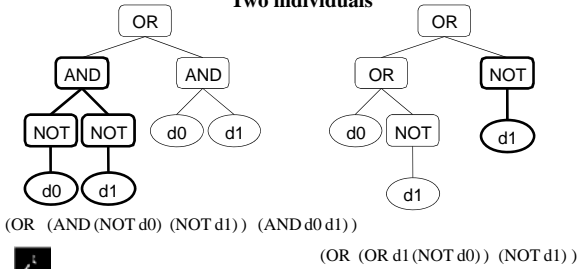 Two individuals
OR OR
AND AND OR NOT
NOT NOT d0 d1 d0 NOT d1
d0 d1 d1
(OR (AND (NOT d0) (NOT d1) ) (AND d0 d1) )
(OR (OR d1 (NOT d0) ) (NOT d1) )